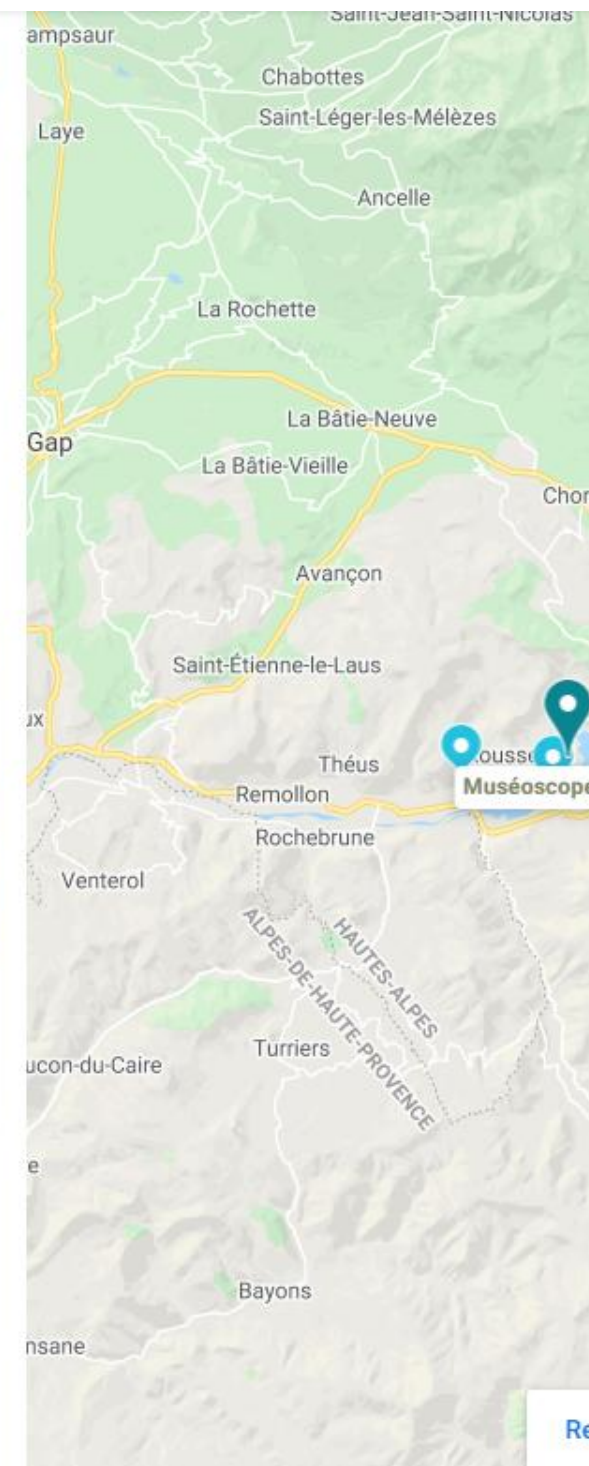 Saint-Jean-Saint-Nicolas
ampsaur
Chabottes
Saint-Léger-les-Mélèzes
Laye
Ancelle
La Rochette
La Bâtie-Neuve
Gap
La Bâtie-Vieille
Chor
Avançon
Saint-Étienne-le-Laus
ux
Théus
ousse
Muséoscope
Remollon
Rochebrune
Venterol
HAUTES-ALPES
ALPES-DE-HAUTE-PROVENCE
Turriers
ucon-du-Caire
e
Bayons
nsane
Re